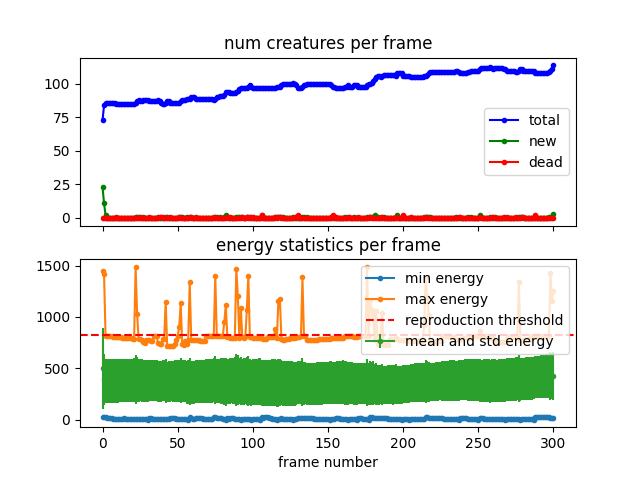 num creatures per frame
100
75
50
25
0
total
new
dead
energy statistics per frame
1500
1000
500
0
min energy
max energy
reproduction threshold
mean and std energy
0
50
100
150
200
250
300
frame number